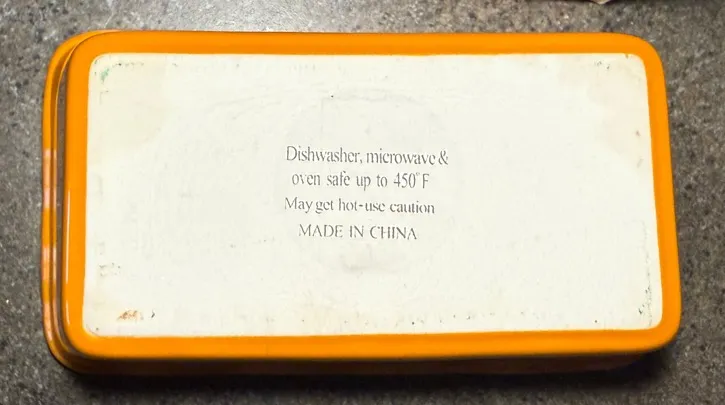 Dishwasher, microwave &
oven safe up to 450°F
May get hot-use caution
MADE IN CHINA